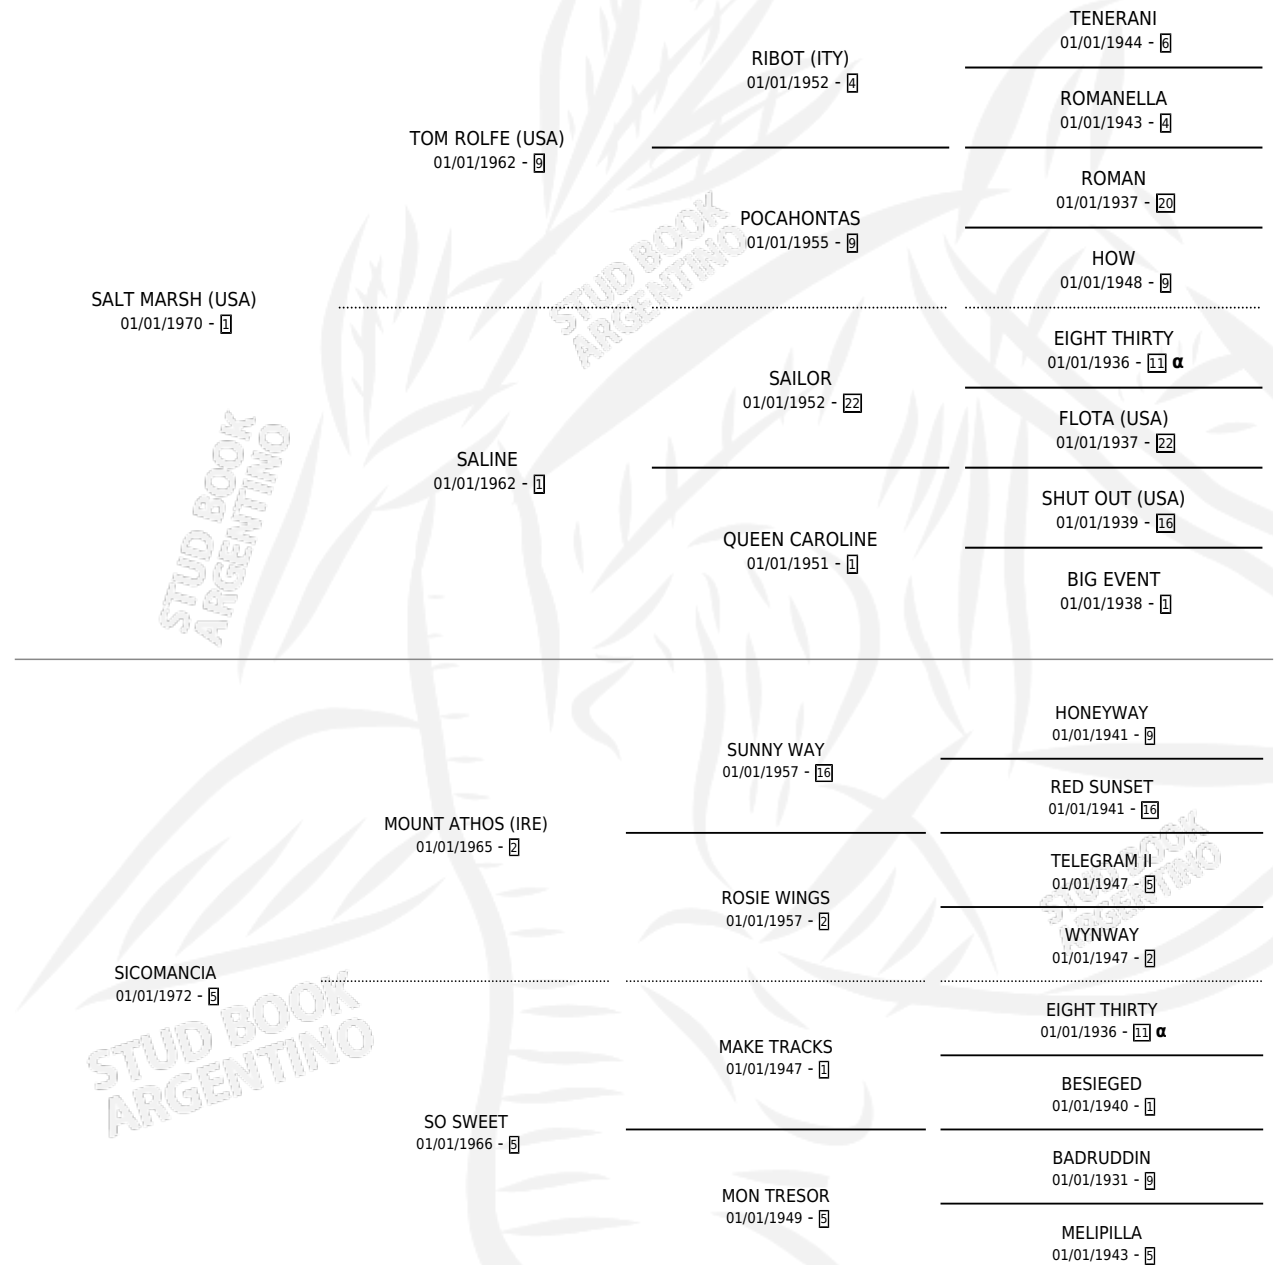 TENERANI
01/01/1944 - 6
RIBOT (ITY)
01/01/1952 - 4
ROMANELLA
01/01/1943 - 4
TOM ROLFE (USA)
01/01/1962 - 9
ROMAN
01/01/1937 - 20
POCAHONTAS
01/01/1955 - 9
HOW
01/01/1948 - 9
SALT MARSH (USA)
01/01/1970 - 1
EIGHT THIRTY
01/01/1936 - 11 α
SAILOR
01/01/1952 - 22
FLOTA (USA)
01/01/1937 - 22
SALINE
01/01/1962 - 1
SHUT OUT (USA)
01/01/1939 - 16
QUEEN CAROLINE
01/01/1951 - 1
BIG EVENT
01/01/1938 - 1
HONEYWAY
01/01/1941 - 9
SUNNY WAY
01/01/1957 - 16
RED SUNSET
01/01/1941 - 16
MOUNT ATHOS (IRE)
01/01/1965 - 2
TELEGRAM II
01/01/1947 - 5
ROSIE WINGS
01/01/1957 - 2
WYNWAY
01/01/1947 - 2
SICOMANCIA
01/01/1972 - 5
EIGHT THIRTY
01/01/1936 - 11 α
MAKE TRACKS
01/01/1947 - 1
BESIEGED
01/01/1940 - 1
SO SWEET
01/01/1966 - 5
BADRUDDIN
01/01/1931 - 9
MON TRESOR
01/01/1949 - 5
MELIPILLA
01/01/1943 - 5
STUD BOOK
ARGENTINO
STUD BOOK
ARGENTINO
STUD BOOK
ARGENTINO
STUD BOOK
ARGENTINO